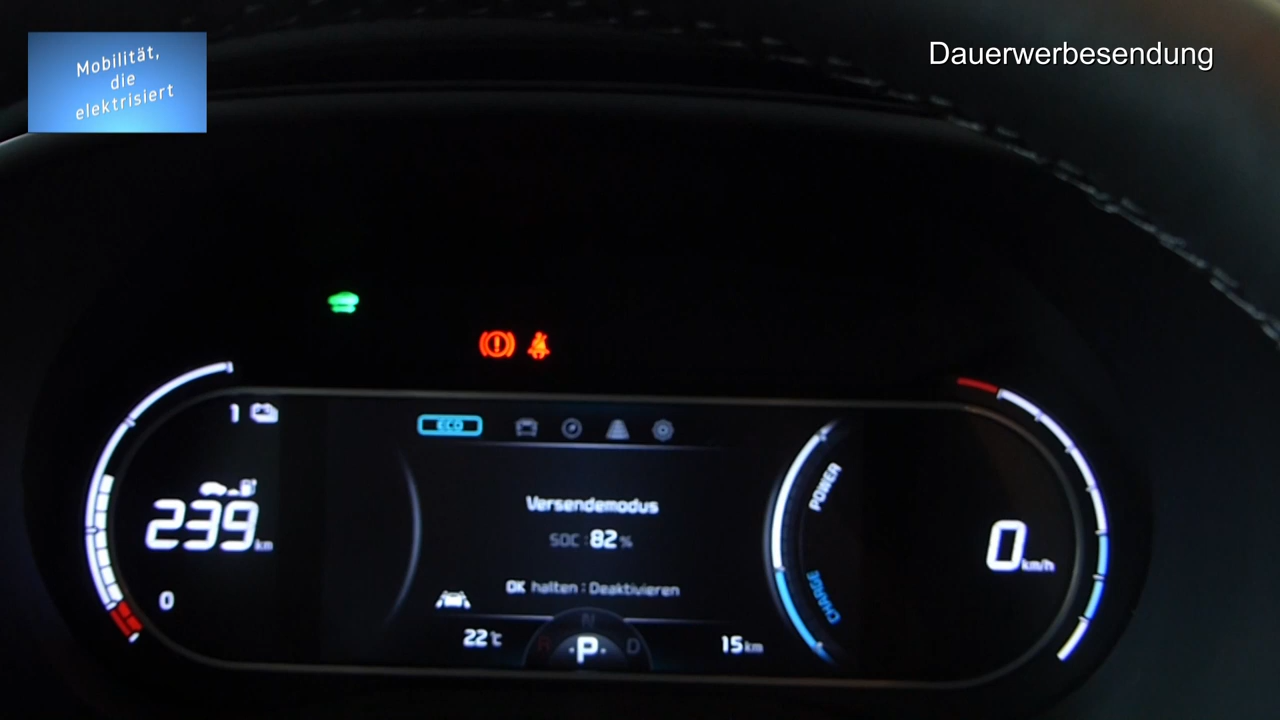 Mobilität,
die
elektrisiert
Dauerwerbesendung
1
ECO
239 km
0
Versendemodus
SOC : 82 %
OK halten : Deaktivieren
POWER
CHARGE
0 km/h
22 °C
R N D
P
15 km